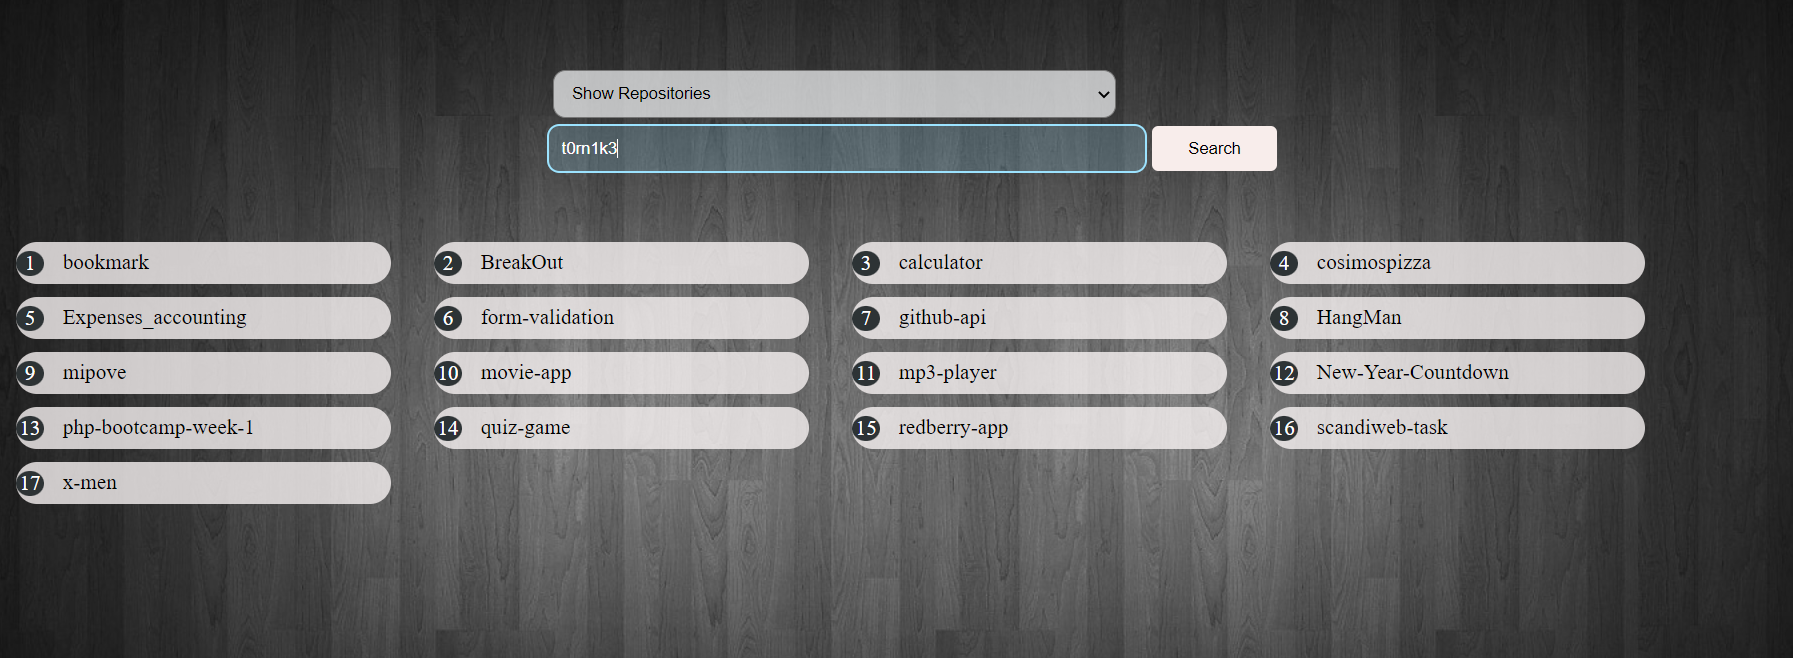 Show Repositories
t0rn1k3
Search
1 bookmark
2 BreakOut
3 calculator
4 cosimospizza
5 Expenses_accounting
6 form-validation
7 github-api
8 HangMan
9 mipove
10 movie-app
11 mp3-player
12 New-Year-Countdown
13 php-bootcamp-week-1
14 quiz-game
15 redberry-app
16 scandiweb-task
17 x-men